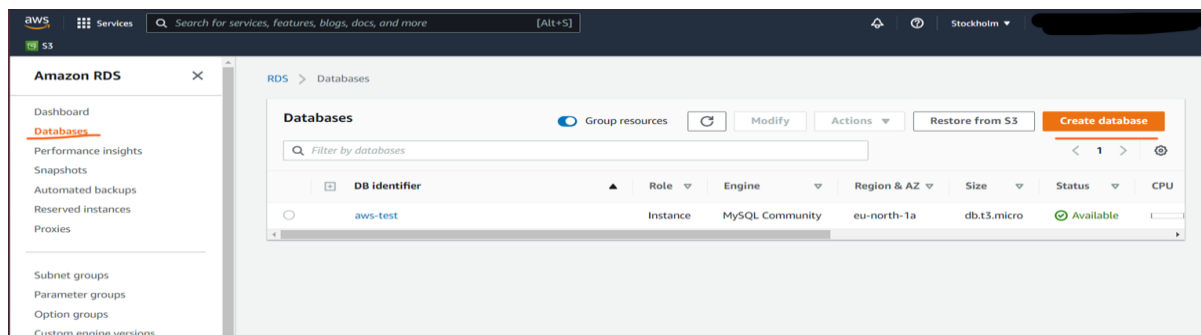 aws Services Search for services, features, blogs, docs, and more [Alt+S] Stockholm ▼
S3
Amazon RDS
Dashboard
Databases
Performance insights
Snapshots
Automated backups
Reserved instances
Proxies
Subnet groups
Parameter groups
Option groups
Custom engine versions
RDS > Databases
Databases Group resources Modify Actions ▼ Restore from S3 Create database
Filter by databases < 1 >
DB identifier ▲ Role Engine Region & AZ Size Status CPU
aws-test Instance MySQL Community eu-north-1a db.t3.micro Available